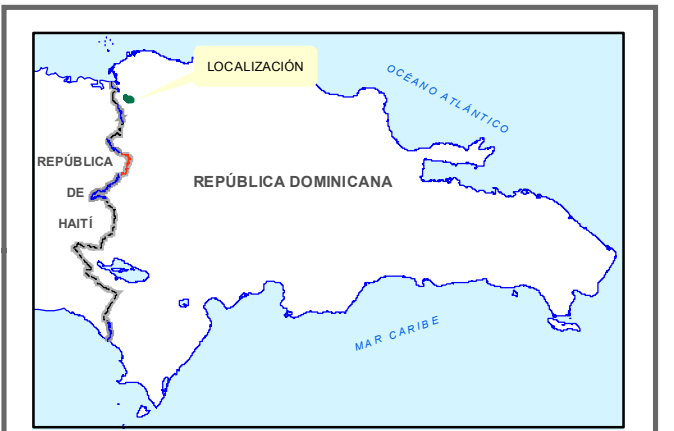 LOCALIZACIÓN
OCÉANO ATLÁNTICO
REPÚBLICA
DE
HAITÍ
REPÚBLICA DOMINICANA
MAR CARIBE